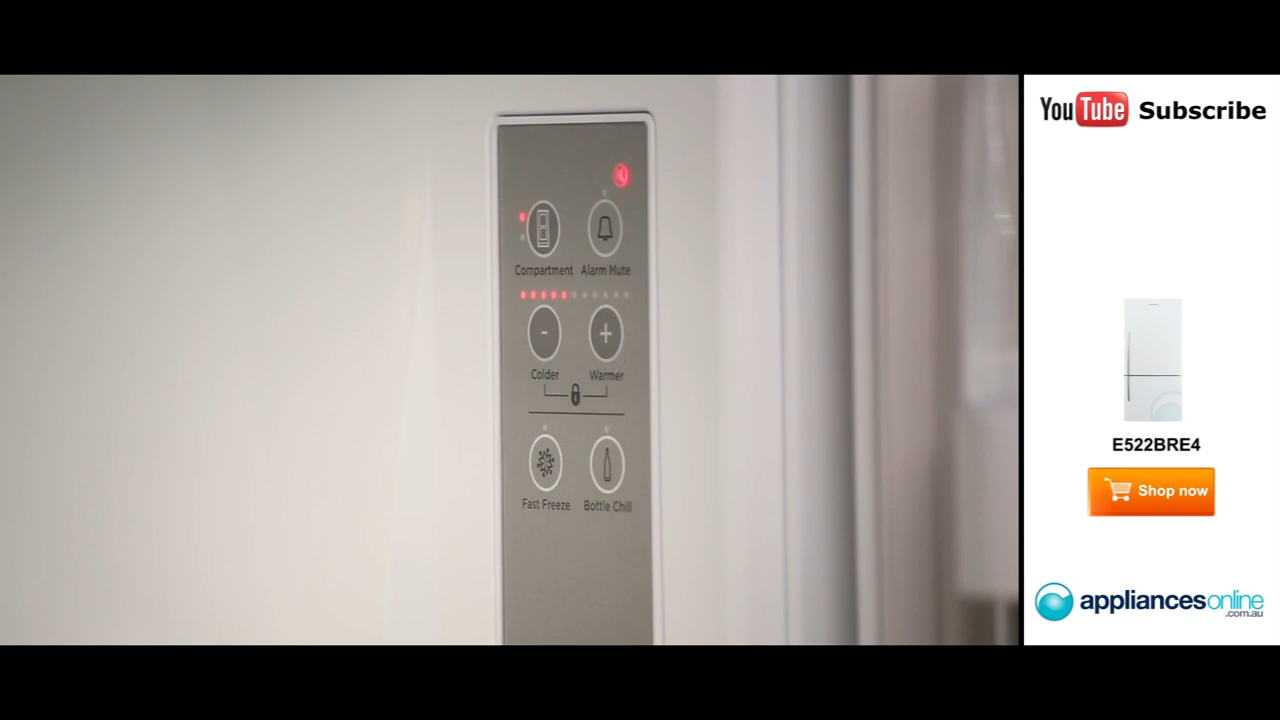 Compartment Alarm Mute
- +
Colder Warmer
Fast Freeze Bottle Chill
YouTube Subscribe
E522BRE4
Shop now
appliancesonline
.com.au